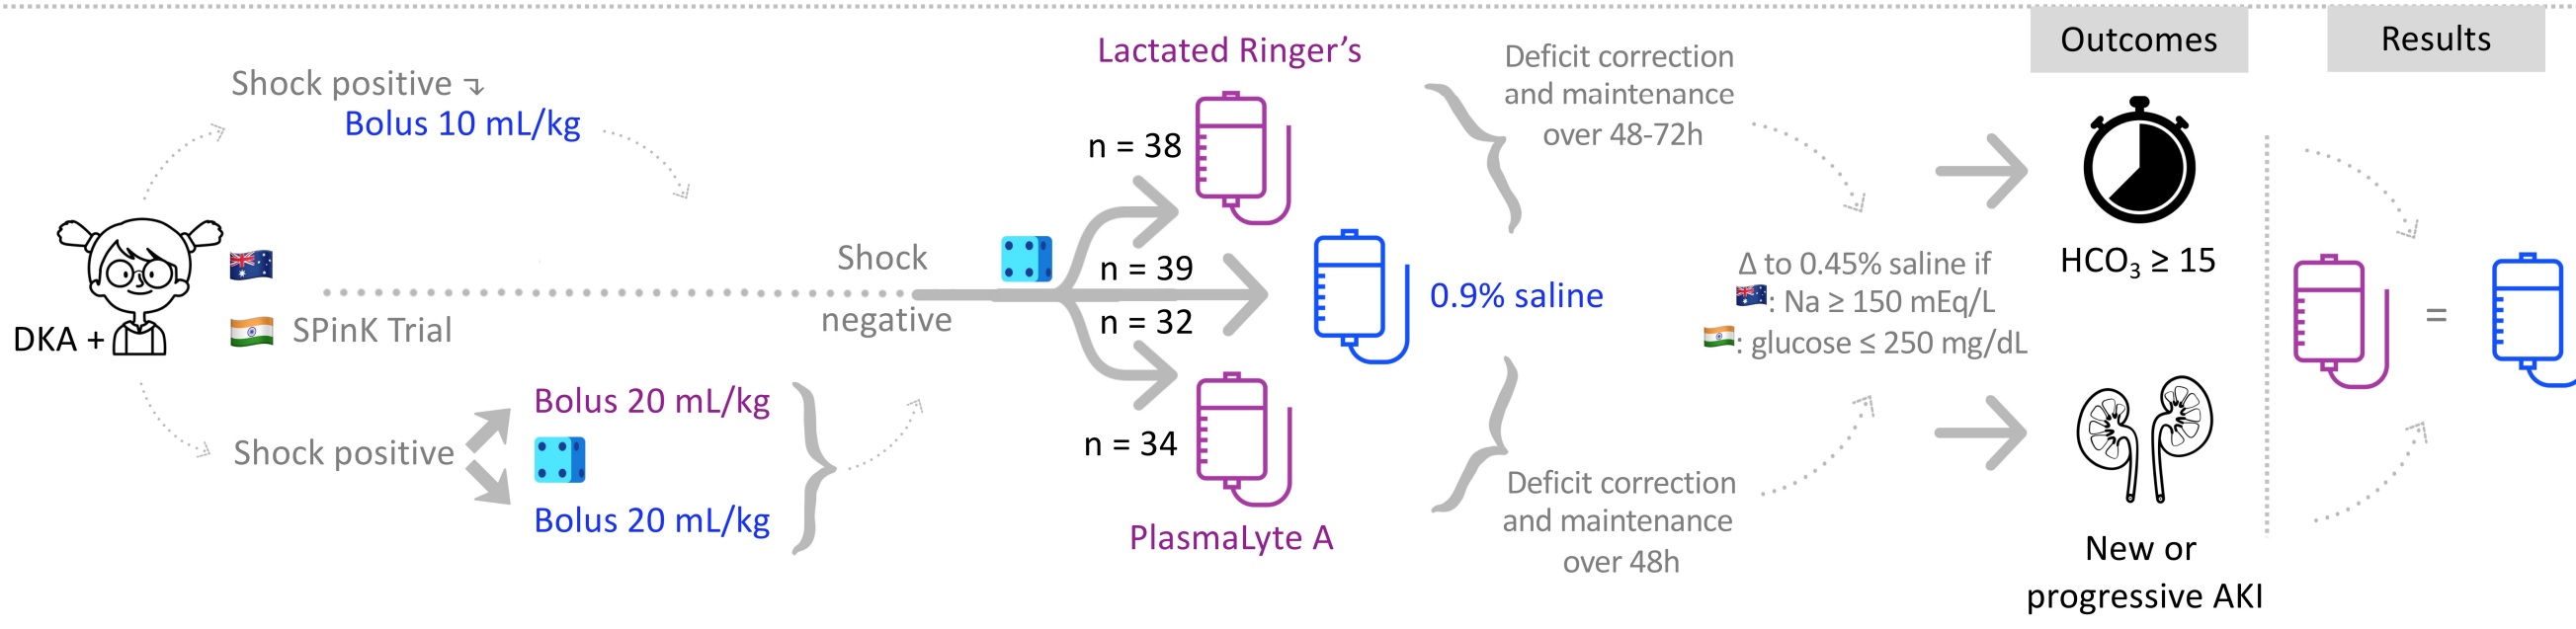 Shock positive
Bolus 10 mL/kg
DKA +
SPinK Trial
Shock positive
Bolus 20 mL/kg
Bolus 20 mL/kg
Shock
negative
Lactated Ringer’s
n = 38
n = 39
n = 32
n = 34
0.9% saline
PlasmaLyte A
Deficit correction
and maintenance
over 48-72h
Deficit correction
and maintenance
over 48h
Δ to 0.45% saline if
: Na ≥ 150 mEq/L
: glucose ≤ 250 mg/dL
Outcomes
HCO₃ ≥ 15
New or
progressive AKI
Results
=